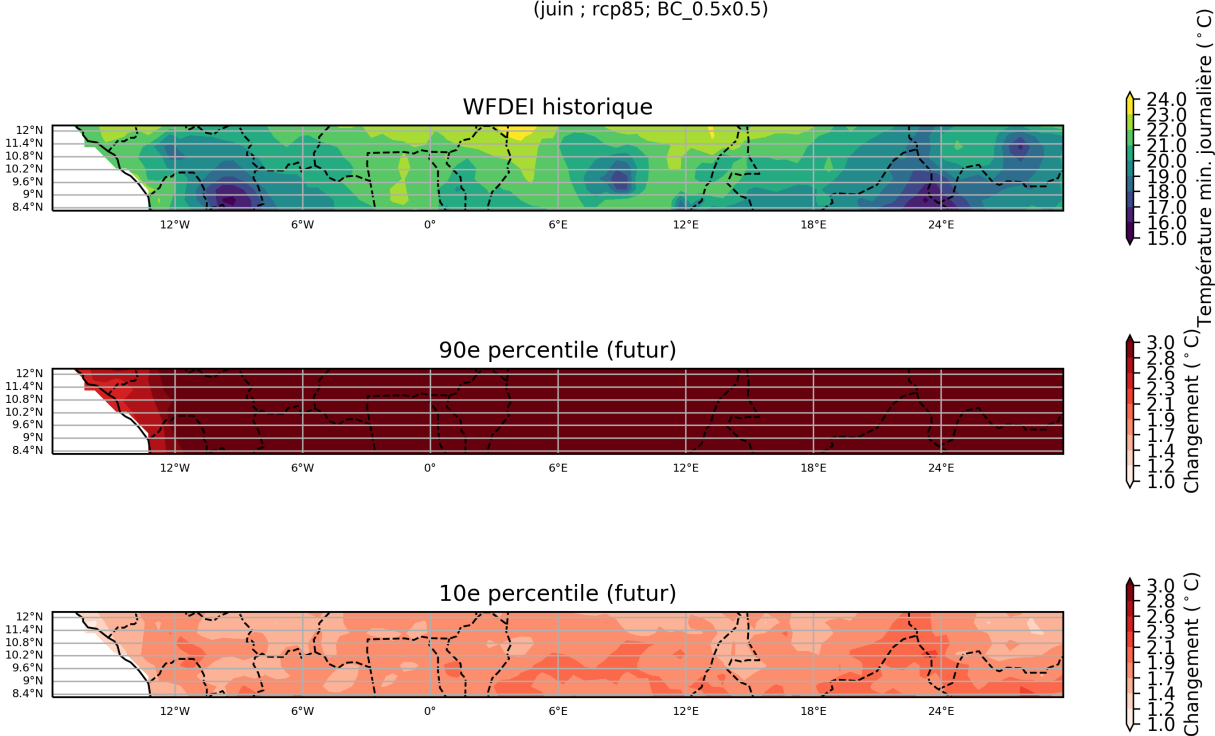 (juin ; rcp85; BC_0.5x0.5)
WFDEI historique
12°N
11.4°N
10.8°N
10.2°N
9.6°N
9°N
8.4°N
12°W
6°W
0°
6°E
12°E
18°E
24°E
24.0
23.0
22.0
21.0
20.0
19.0
18.0
17.0
16.0
15.0
Température min. journalière (°C)
90e percentile (futur)
12°N
11.4°N
10.8°N
10.2°N
9.6°N
9°N
8.4°N
12°W
6°W
0°
6°E
12°E
18°E
24°E
3.0
2.8
2.6
2.3
2.1
1.9
1.7
1.4
1.2
1.0
Changement (°C)
10e percentile (futur)
12°N
11.4°N
10.8°N
10.2°N
9.6°N
9°N
8.4°N
12°W
6°W
0°
6°E
12°E
18°E
24°E
3.0
2.8
2.6
2.3
2.1
1.9
1.7
1.4
1.2
1.0
Changement (°C)